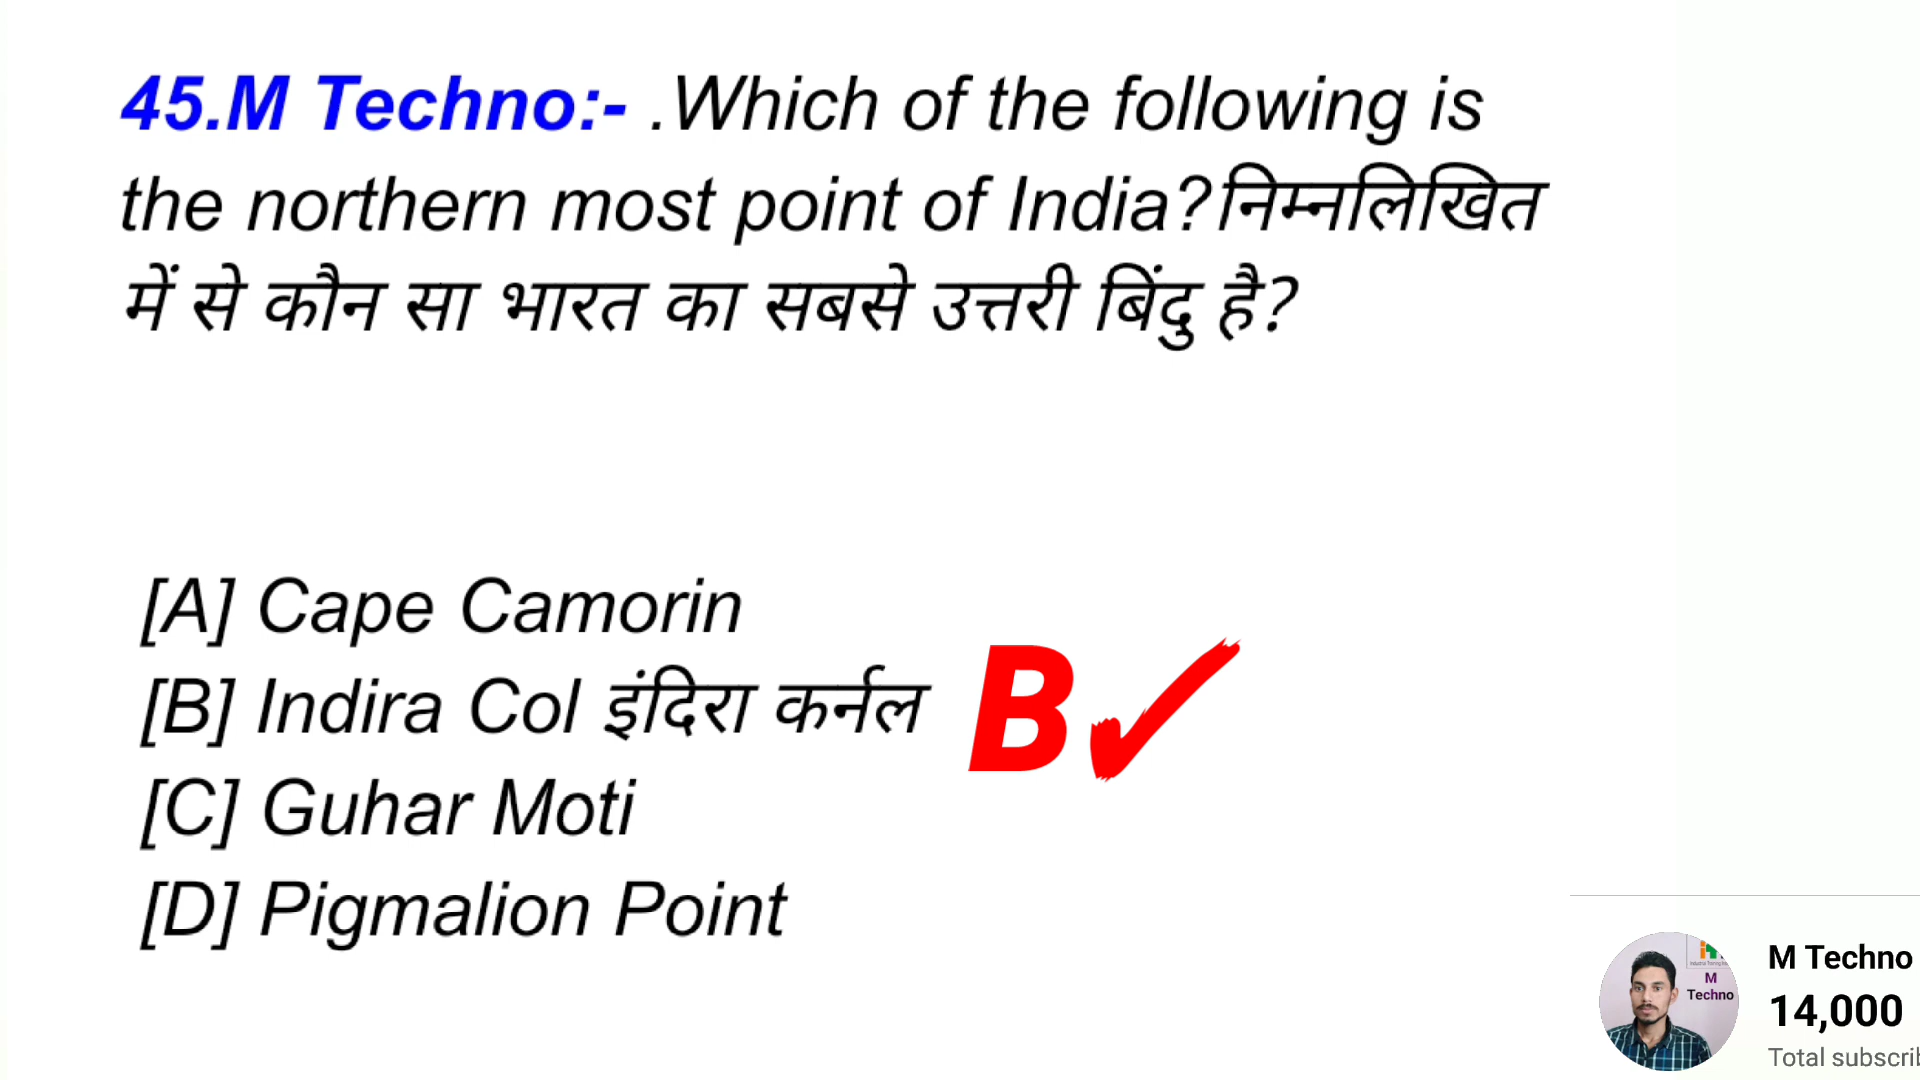 45.M Techno:- .Which of the following is
the northern most point of India?निम्नलिखित
में से कौन सा भारत का सबसे उत्तरी बिंदु है?
[A] Cape Camorin
[B] Indira Col इंदिरा कर्नल
B✓
[C] Guhar Moti
[D] Pigmalion Point
M Techno
14,000
Total subscrib
M
Techno